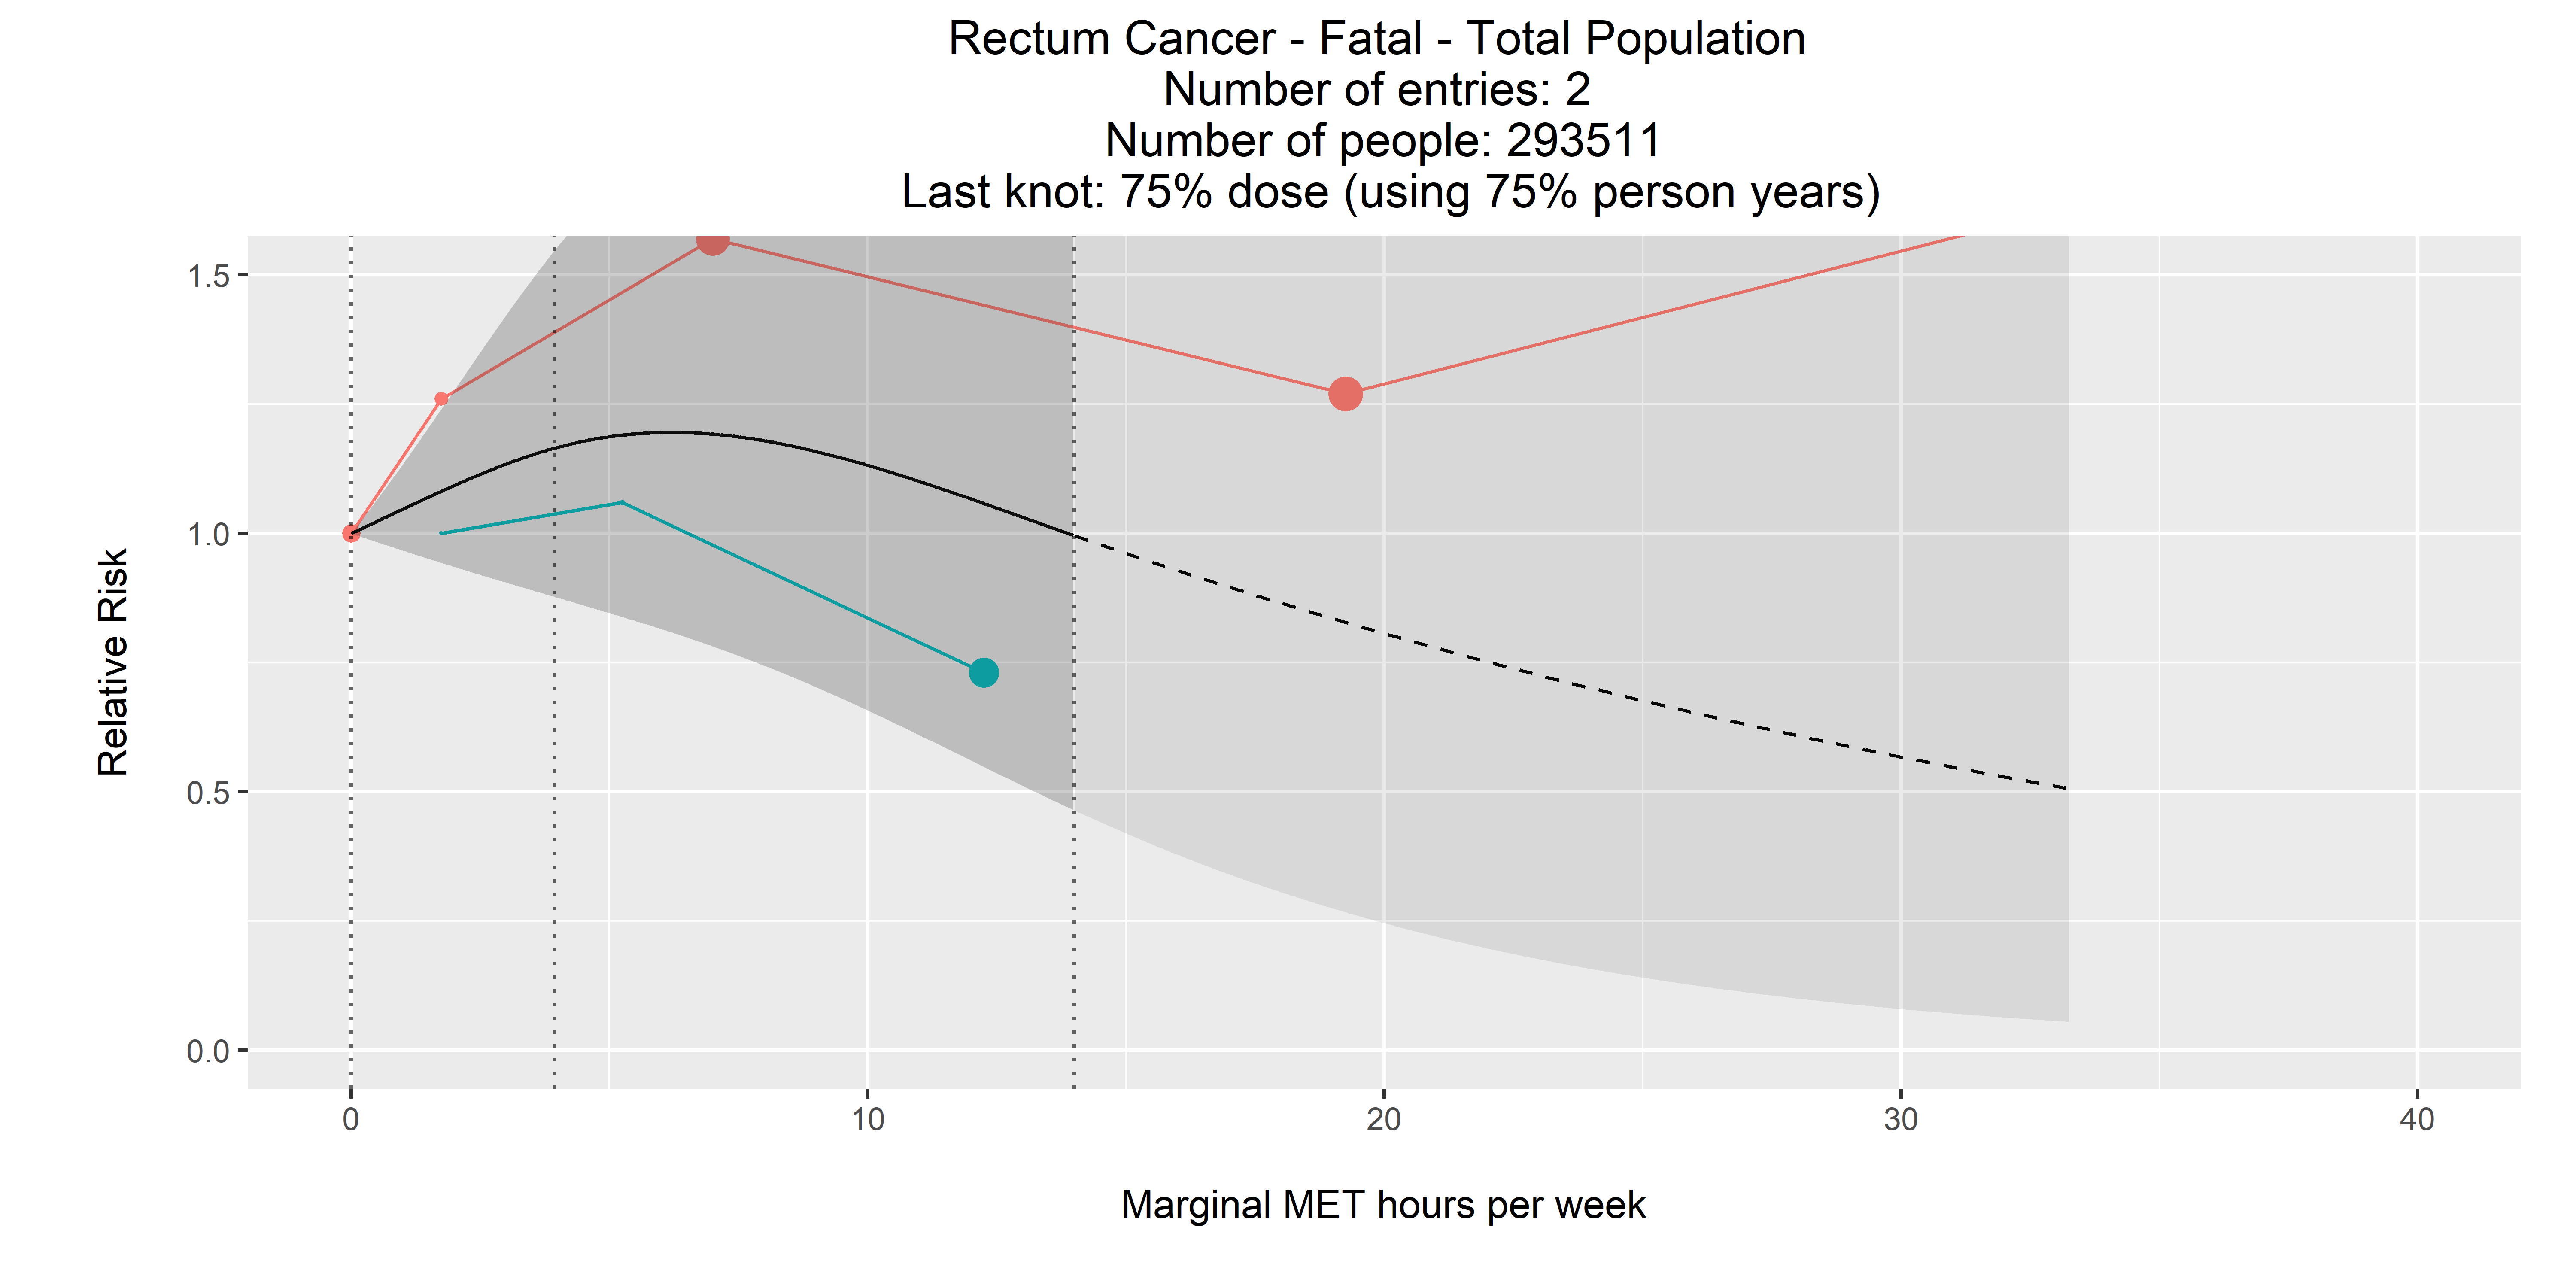 Rectum Cancer - Fatal - Total Population
Number of entries: 2
Number of people: 293511
Last knot: 75% dose (using 75% person years)
1.5
1.0
0.5
0.0
Relative Risk
0 10 20 30 40
Marginal MET hours per week